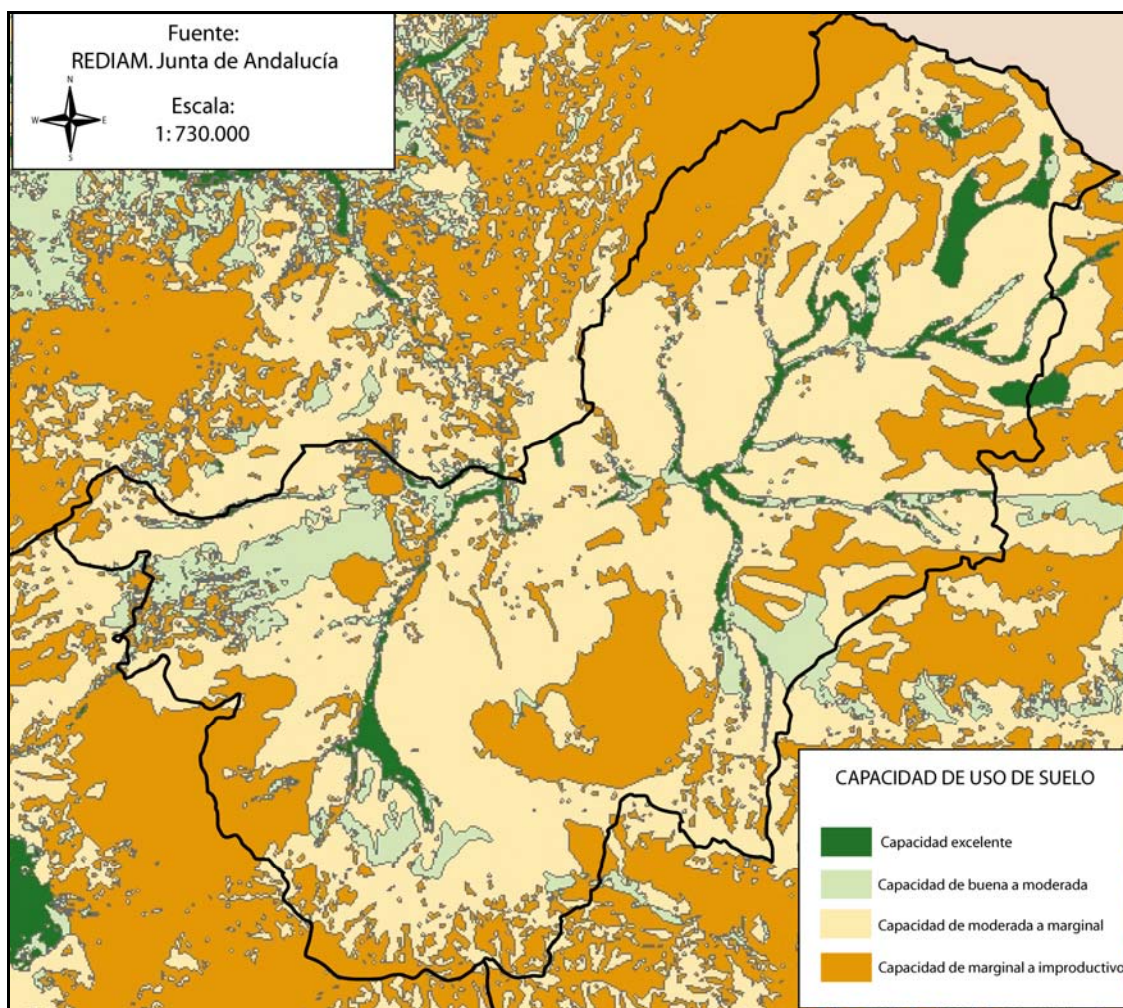 Fuente:
REDIAM. Junta de Andalucía
Escala:
1: 730.000
N
W
E
S
CAPACIDAD DE USO DE SUELO
Capacidad excelente
Capacidad de buena a moderada
Capacidad de moderada a marginal
Capacidad de marginal a improductivo